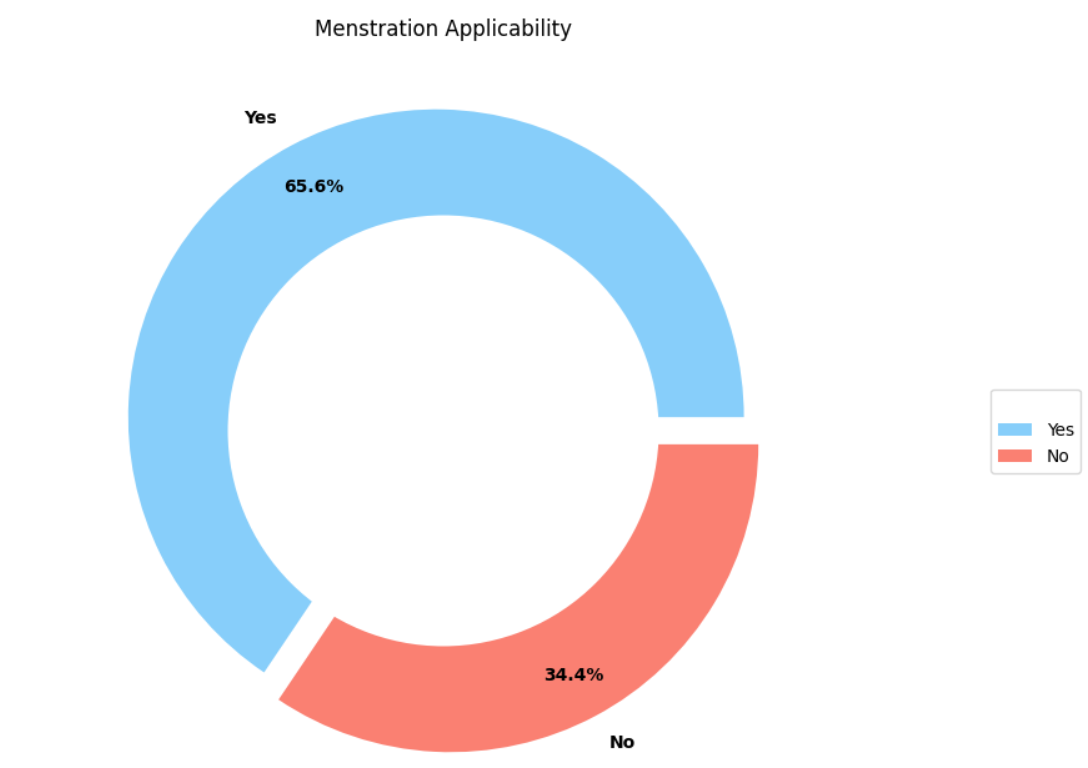 Menstration Applicability
Yes
65.6%
Yes
No
34.4%
No